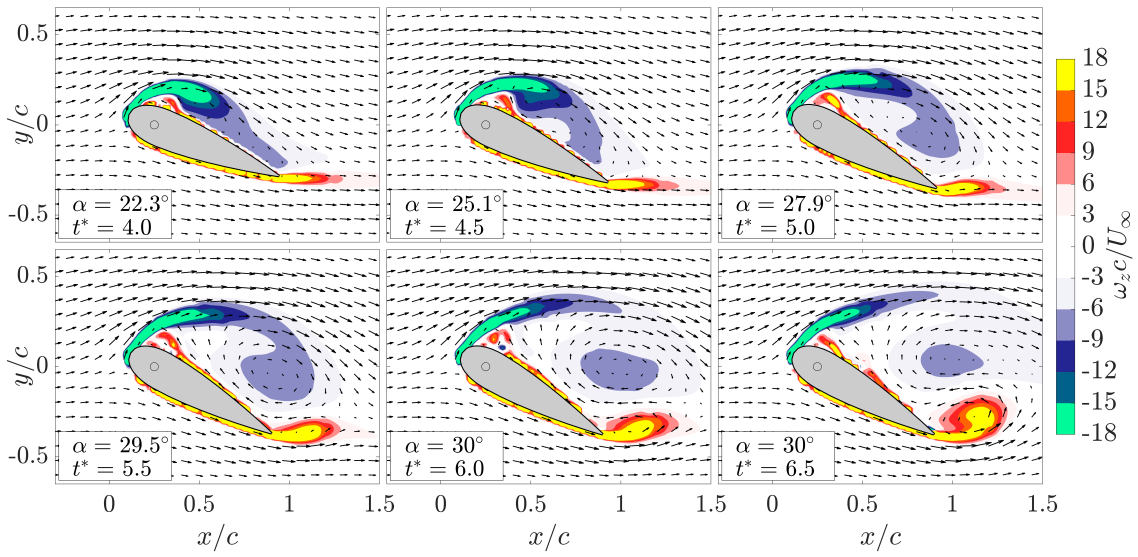 0.5
0
-0.5
y/c
α = 22.3°
t* = 4.0
α = 25.1°
t* = 4.5
α = 27.9°
t* = 5.0
0.5
0
-0.5
y/c
α = 29.5°
t* = 5.5
α = 30°
t* = 6.0
α = 30°
t* = 6.5
0
0.5
1
1.5
0
0.5
1
1.5
0
0.5
1
1.5
x/c
x/c
x/c
18
15
12
9
6
3
0
-3
-6
-9
-12
-15
-18
ω_z c/U_∞